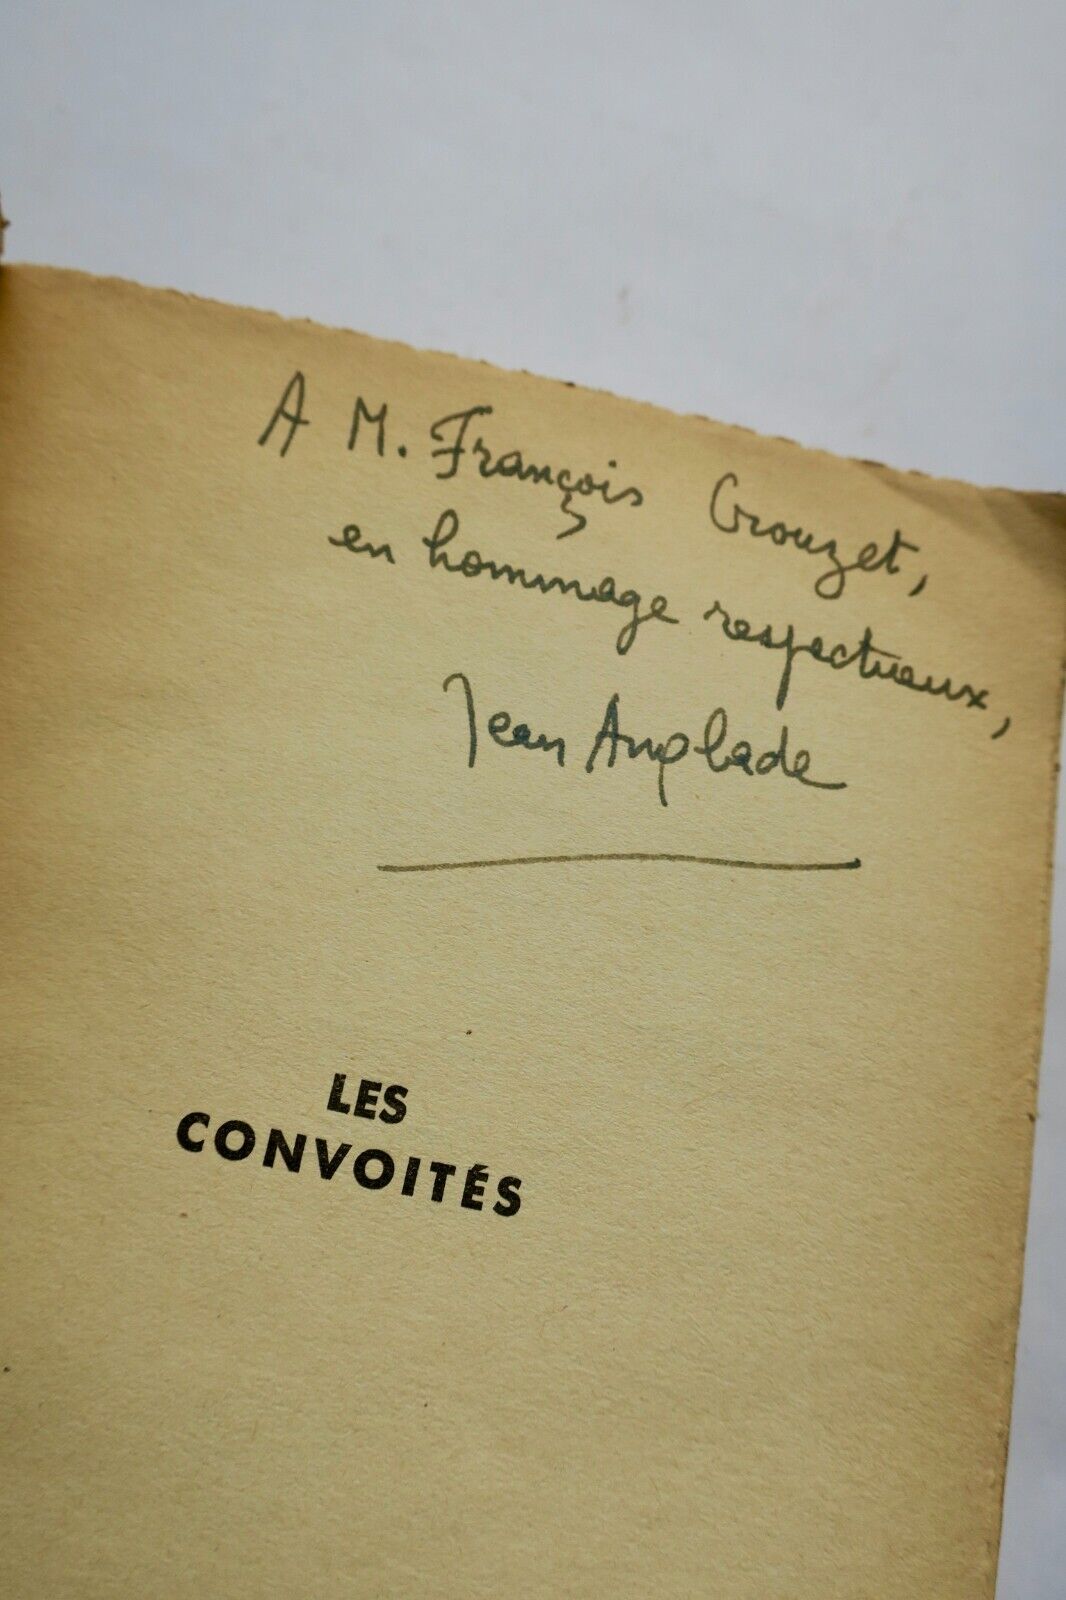 A M. François Crouzet,
en hommage respectueux,
Jean Anglade
LES
CONVOITÉS